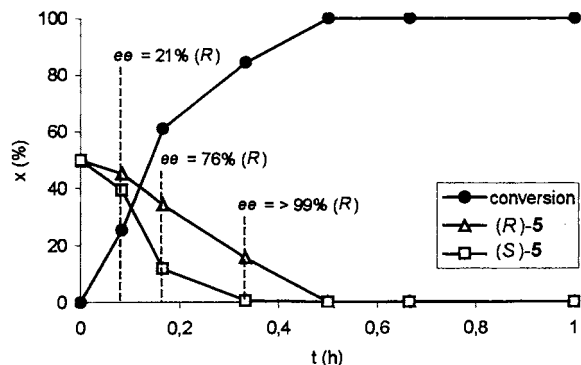 100
80
60
40
20
0
x (%)
ee = 21% (R)
ee = 76% (R)
ee = > 99% (R)
conversion
(R)-5
(S)-5
0
0,2
0,4
0,6
0,8
1
t (h)